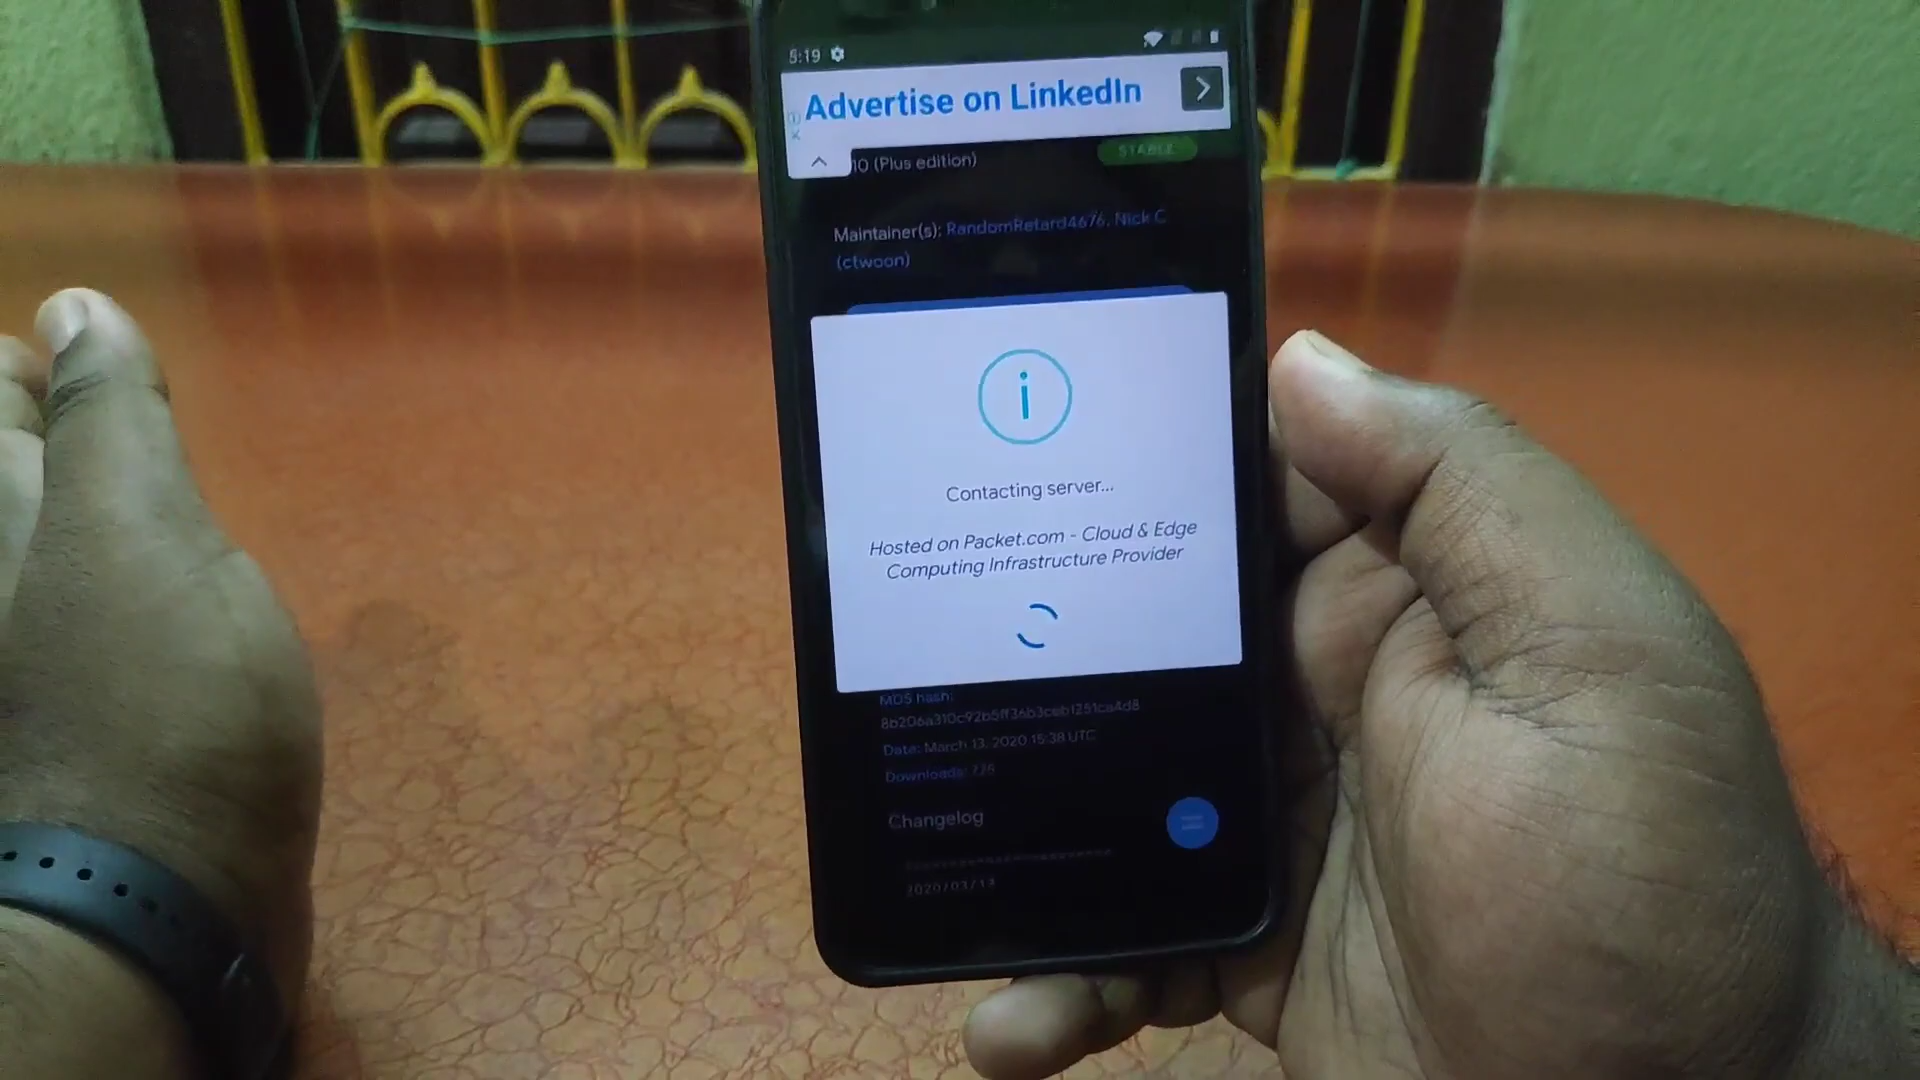 5:19
Advertise on LinkedIn
10 (Plus edition)
STABLE
Maintainer(s): RandomRetard4676, Nick C
(ctwoon)
i
Contacting server...
Hosted on Packet.com - Cloud & Edge
Computing Infrastructure Provider
MD5 hash:
8b206a310c92b5ff36b3ceb1251ca4d8
Date: March 13, 2020 15:38 UTC
Downloads: 726
Changelog
2020/03/13